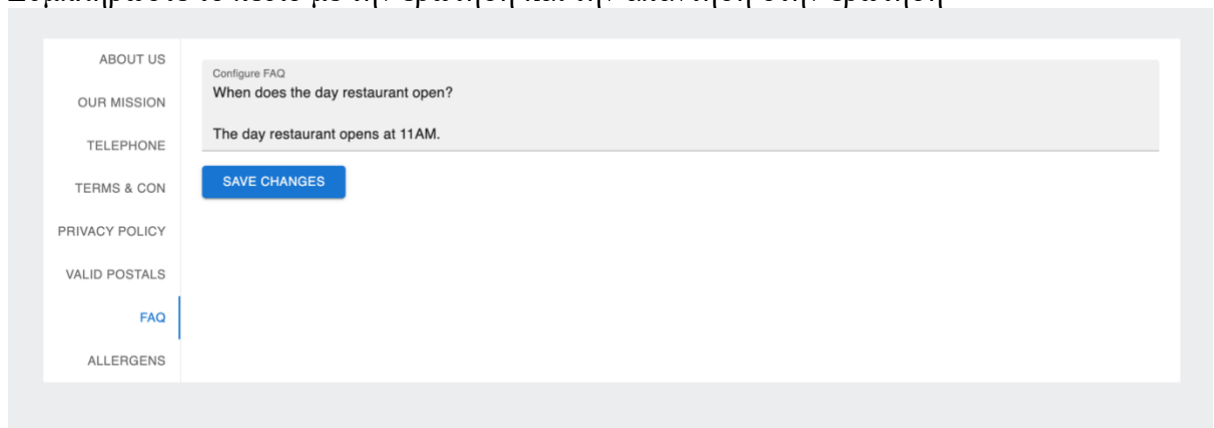 ABOUT US
OUR MISSION
TELEPHONE
TERMS & CON
PRIVACY POLICY
VALID POSTALS
FAQ
ALLERGENS
Configure FAQ
When does the day restaurant open?
The day restaurant opens at 11AM.
SAVE CHANGES